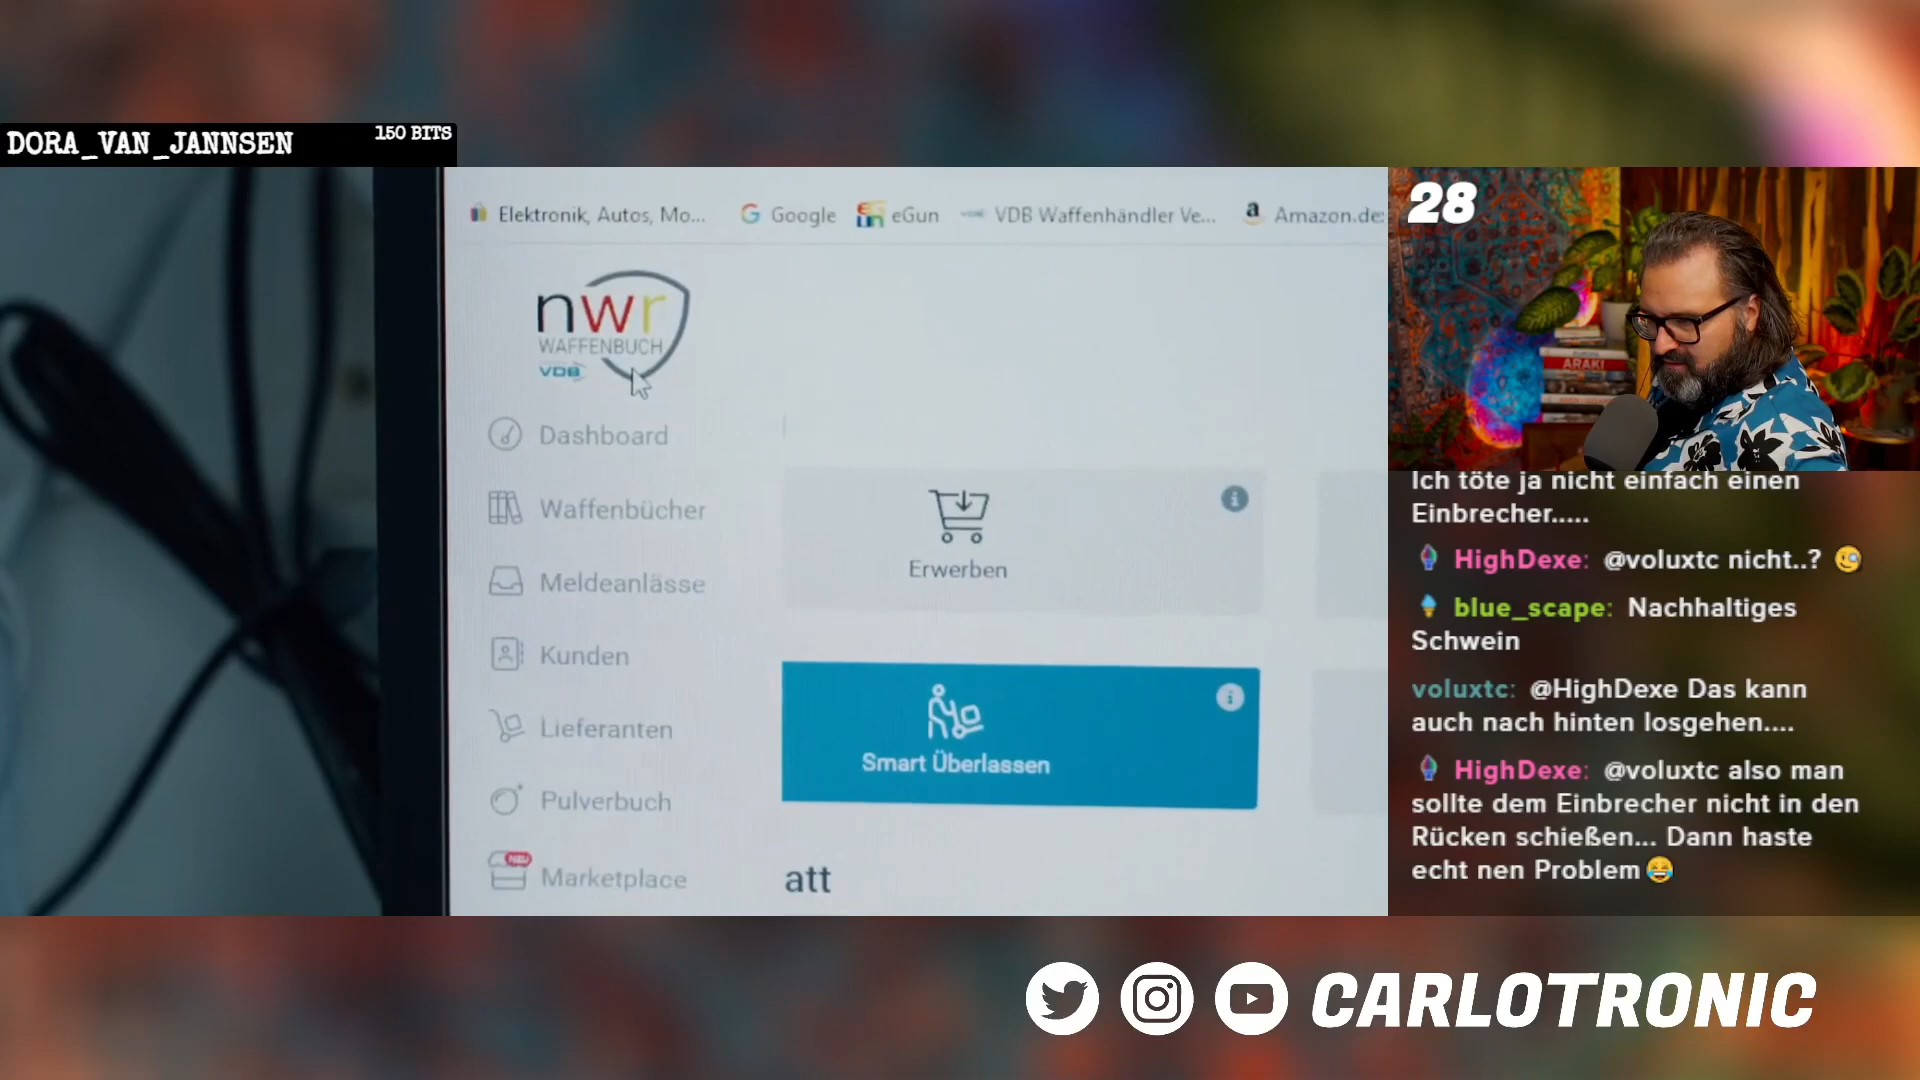 DORA_VAN_JANNSEN
150 BITS
Elektronik, Autos, Mo...
Google
eGun
VDB Waffenhändler Ve...
a
Amazon.de:
nwr
WAFFENBUCH
VDB
Dashboard
Waffenbücher
Meldeanlässe
Kunden
Lieferanten
Pulverbuch
NEU
Marketplace
Erwerben
i
Smart Überlassen
i
att
28
ARAKI
Ich töte ja nicht einfach einen
Einbrecher.....
HighDexe: @voluxtc nicht..? 🧐
blue_scape: Nachhaltiges
Schwein
voluxtc: @HighDexe Das kann
auch nach hinten losgehen....
HighDexe: @voluxtc also man
sollte dem Einbrecher nicht in den
Rücken schießen... Dann haste
echt nen Problem😂
CARLOTRONIC